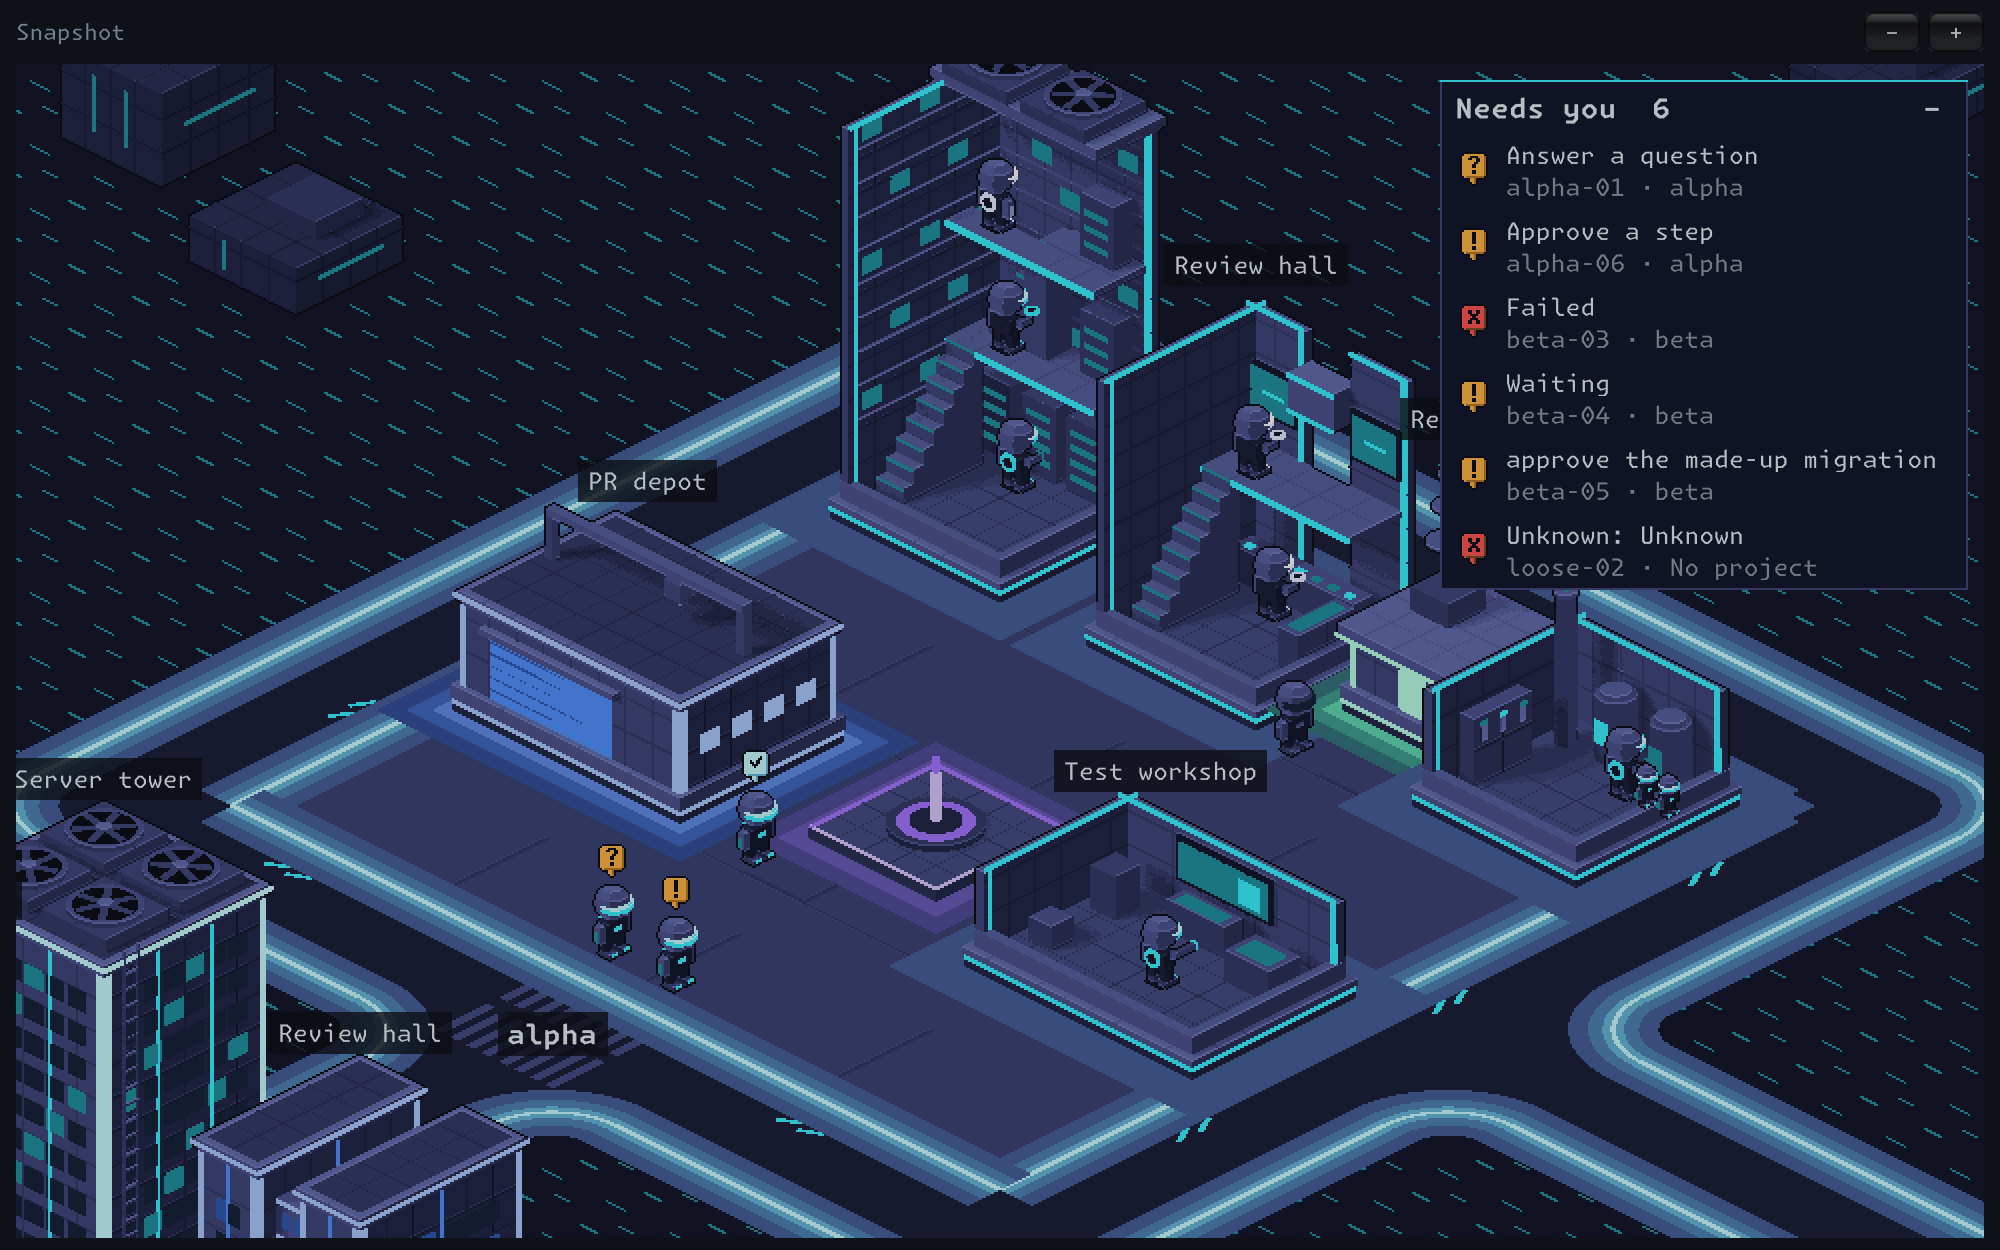 Snapshot
-
+
Needs you 6
-
Answer a question
alpha-01 · alpha
Approve a step
alpha-06 · alpha
Failed
beta-03 · beta
Waiting
beta-04 · beta
approve the made-up migration
beta-05 · beta
Unknown: Unknown
loose-02 · No project
Review hall
Re
PR depot
Server tower
Test workshop
?
!
Review hall
alpha